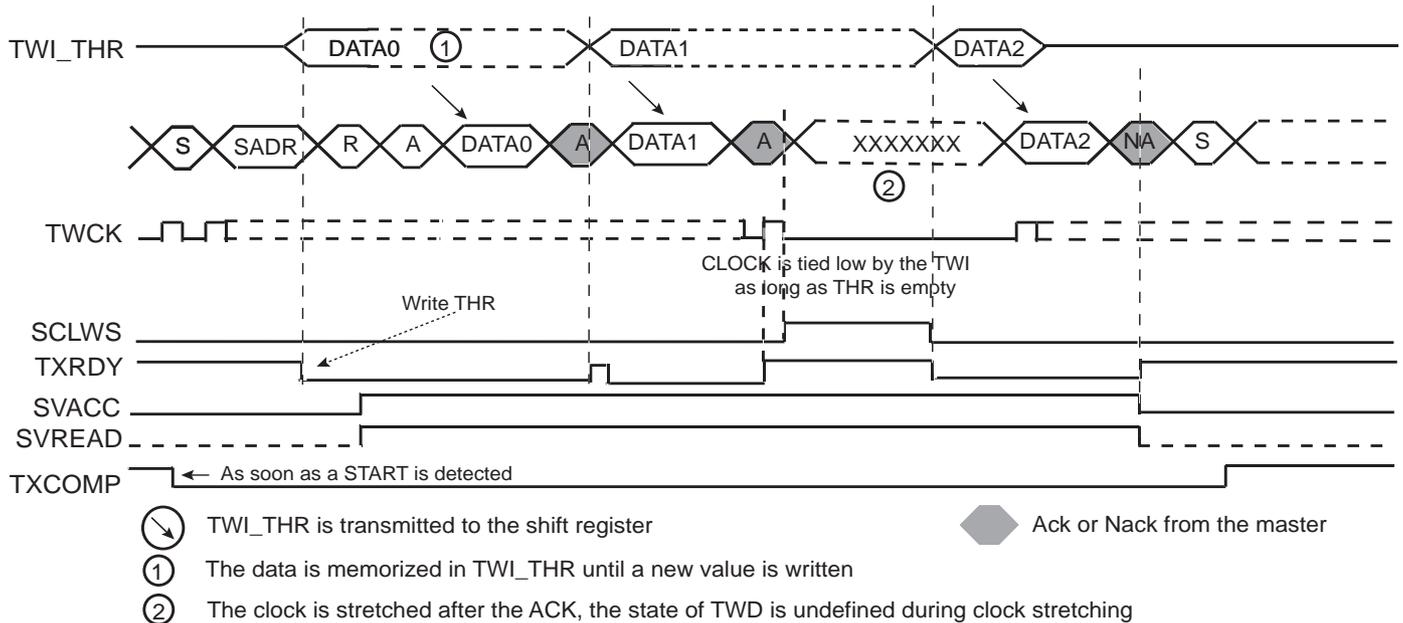 TWI_THR DATA0 1 DATA1 DATA2
S SADR R A DATA0 A DATA1 A XXXXXXX DATA2 NA S
2
TWCK
CLOCK is tied low by the TWI
as long as THR is empty
Write THR
SCLWS
TXRDY
SVACC
SVREAD
TXCOMP As soon as a START is detected
TWI_THR is transmitted to the shift register
Ack or Nack from the master
1 The data is memorized in TWI_THR until a new value is written
2 The clock is stretched after the ACK, the state of TWD is undefined during clock stretching